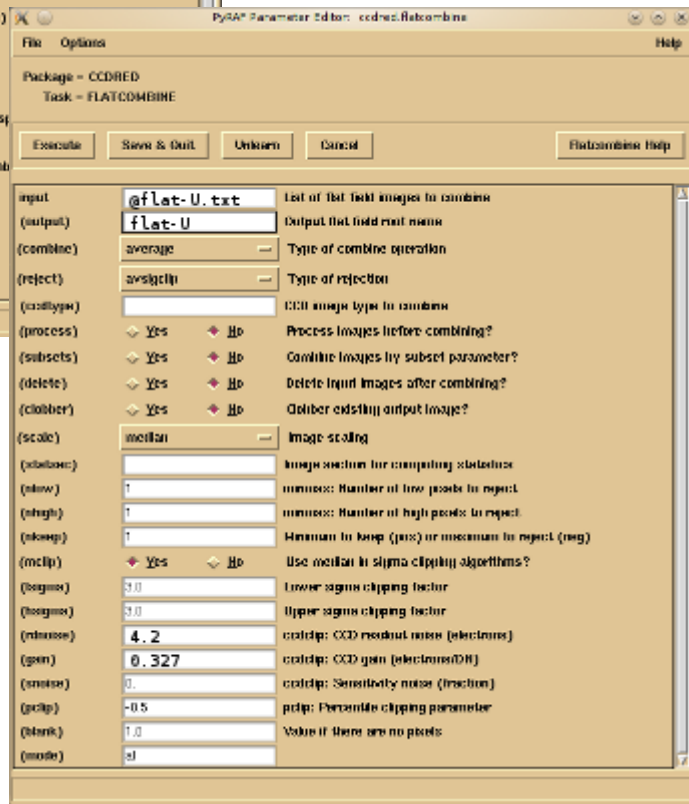 PyRAF Parameter Editor: ccdred.flatcombine
File Options Help
Package = CCDRED
Task = FLATCOMBINE
Execute Save & Quit Unlearn Cancel Flatcombine Help
input @flat-U.txt List of flat field images to combine
(output) flat-U Output flat field root name
(combine) average Type of combine operation
(reject) avsigclip Type of rejection
(ccdtype) CCD image type to combine
(process) Yes No Process images before combining?
(subsets) Yes No Combine images by subset parameter?
(delete) Yes No Delete input images after combining?
(clobber) Yes No Clobber existing output image?
(scale) median Image scaling
(statsec) Image section for computing statistics
(nlow) 1 minmax: Number of low pixels to reject
(nhigh) 1 minmax: Number of high pixels to reject
(nkeep) 1 Minimum to keep (pos) or maximum to reject (neg)
(mclip) Yes No Use median in sigma clipping algorithms?
(lsigma) 3.0 Lower sigma clipping factor
(hsigma) 3.0 Upper sigma clipping factor
(rdnoise) 4.2 ccdclip: CCD readout noise (electrons)
(gain) 0.327 ccdclip: CCD gain (electrons/DN)
(snoise) 0. ccdclip: Sensitivity noise (fraction)
(pclip) -0.5 pclip: Percentile clipping parameter
(blank) 1.0 Value if there are no pixels
(mode) al